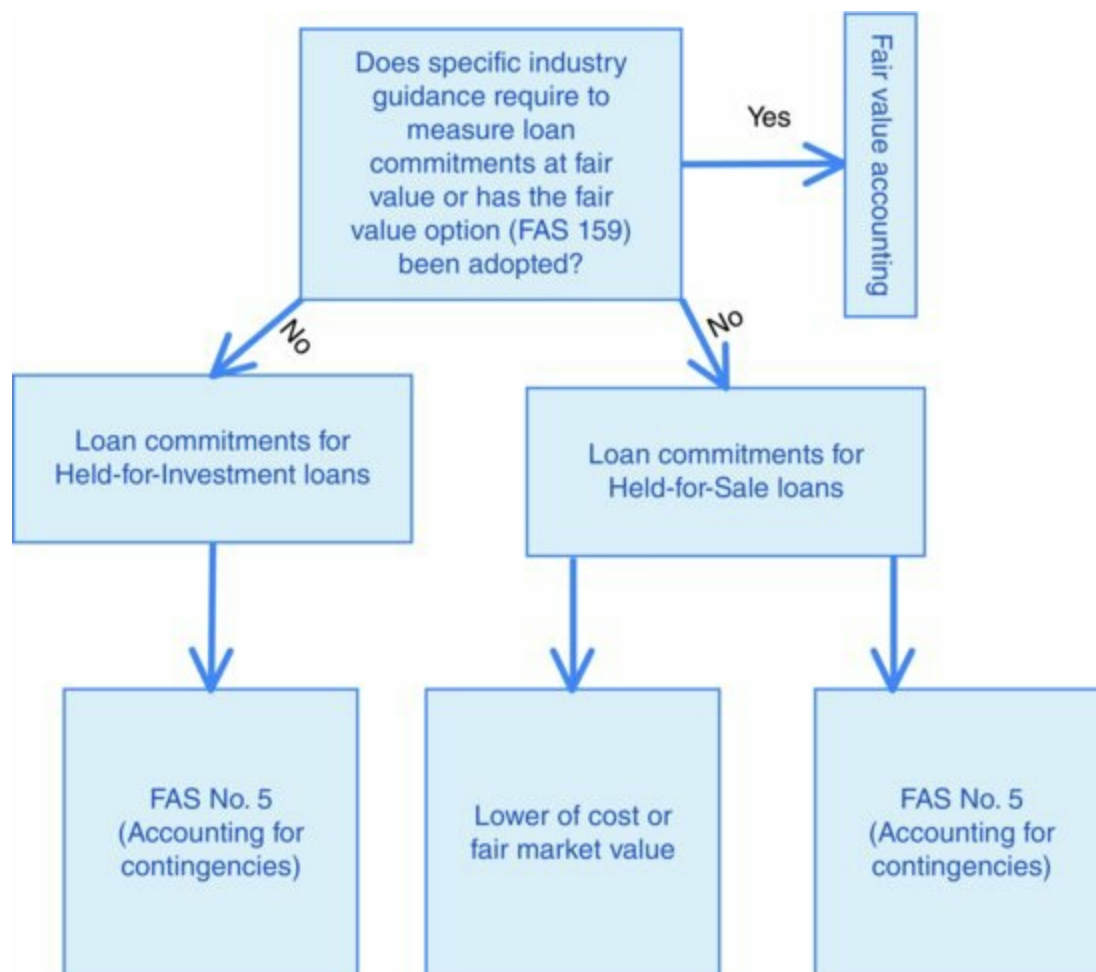 Does specific industry
guidance require to
measure loan
commitments at fair
value or has the fair
value option (FAS 159)
been adopted?
Yes
Fair value accounting
No
No
Loan commitments for
Held-for-Investment loans
Loan commitments for
Held-for-Sale loans
FAS No. 5
(Accounting for
contingencies)
Lower of cost or
fair market value
FAS No. 5
(Accounting for
contingencies)